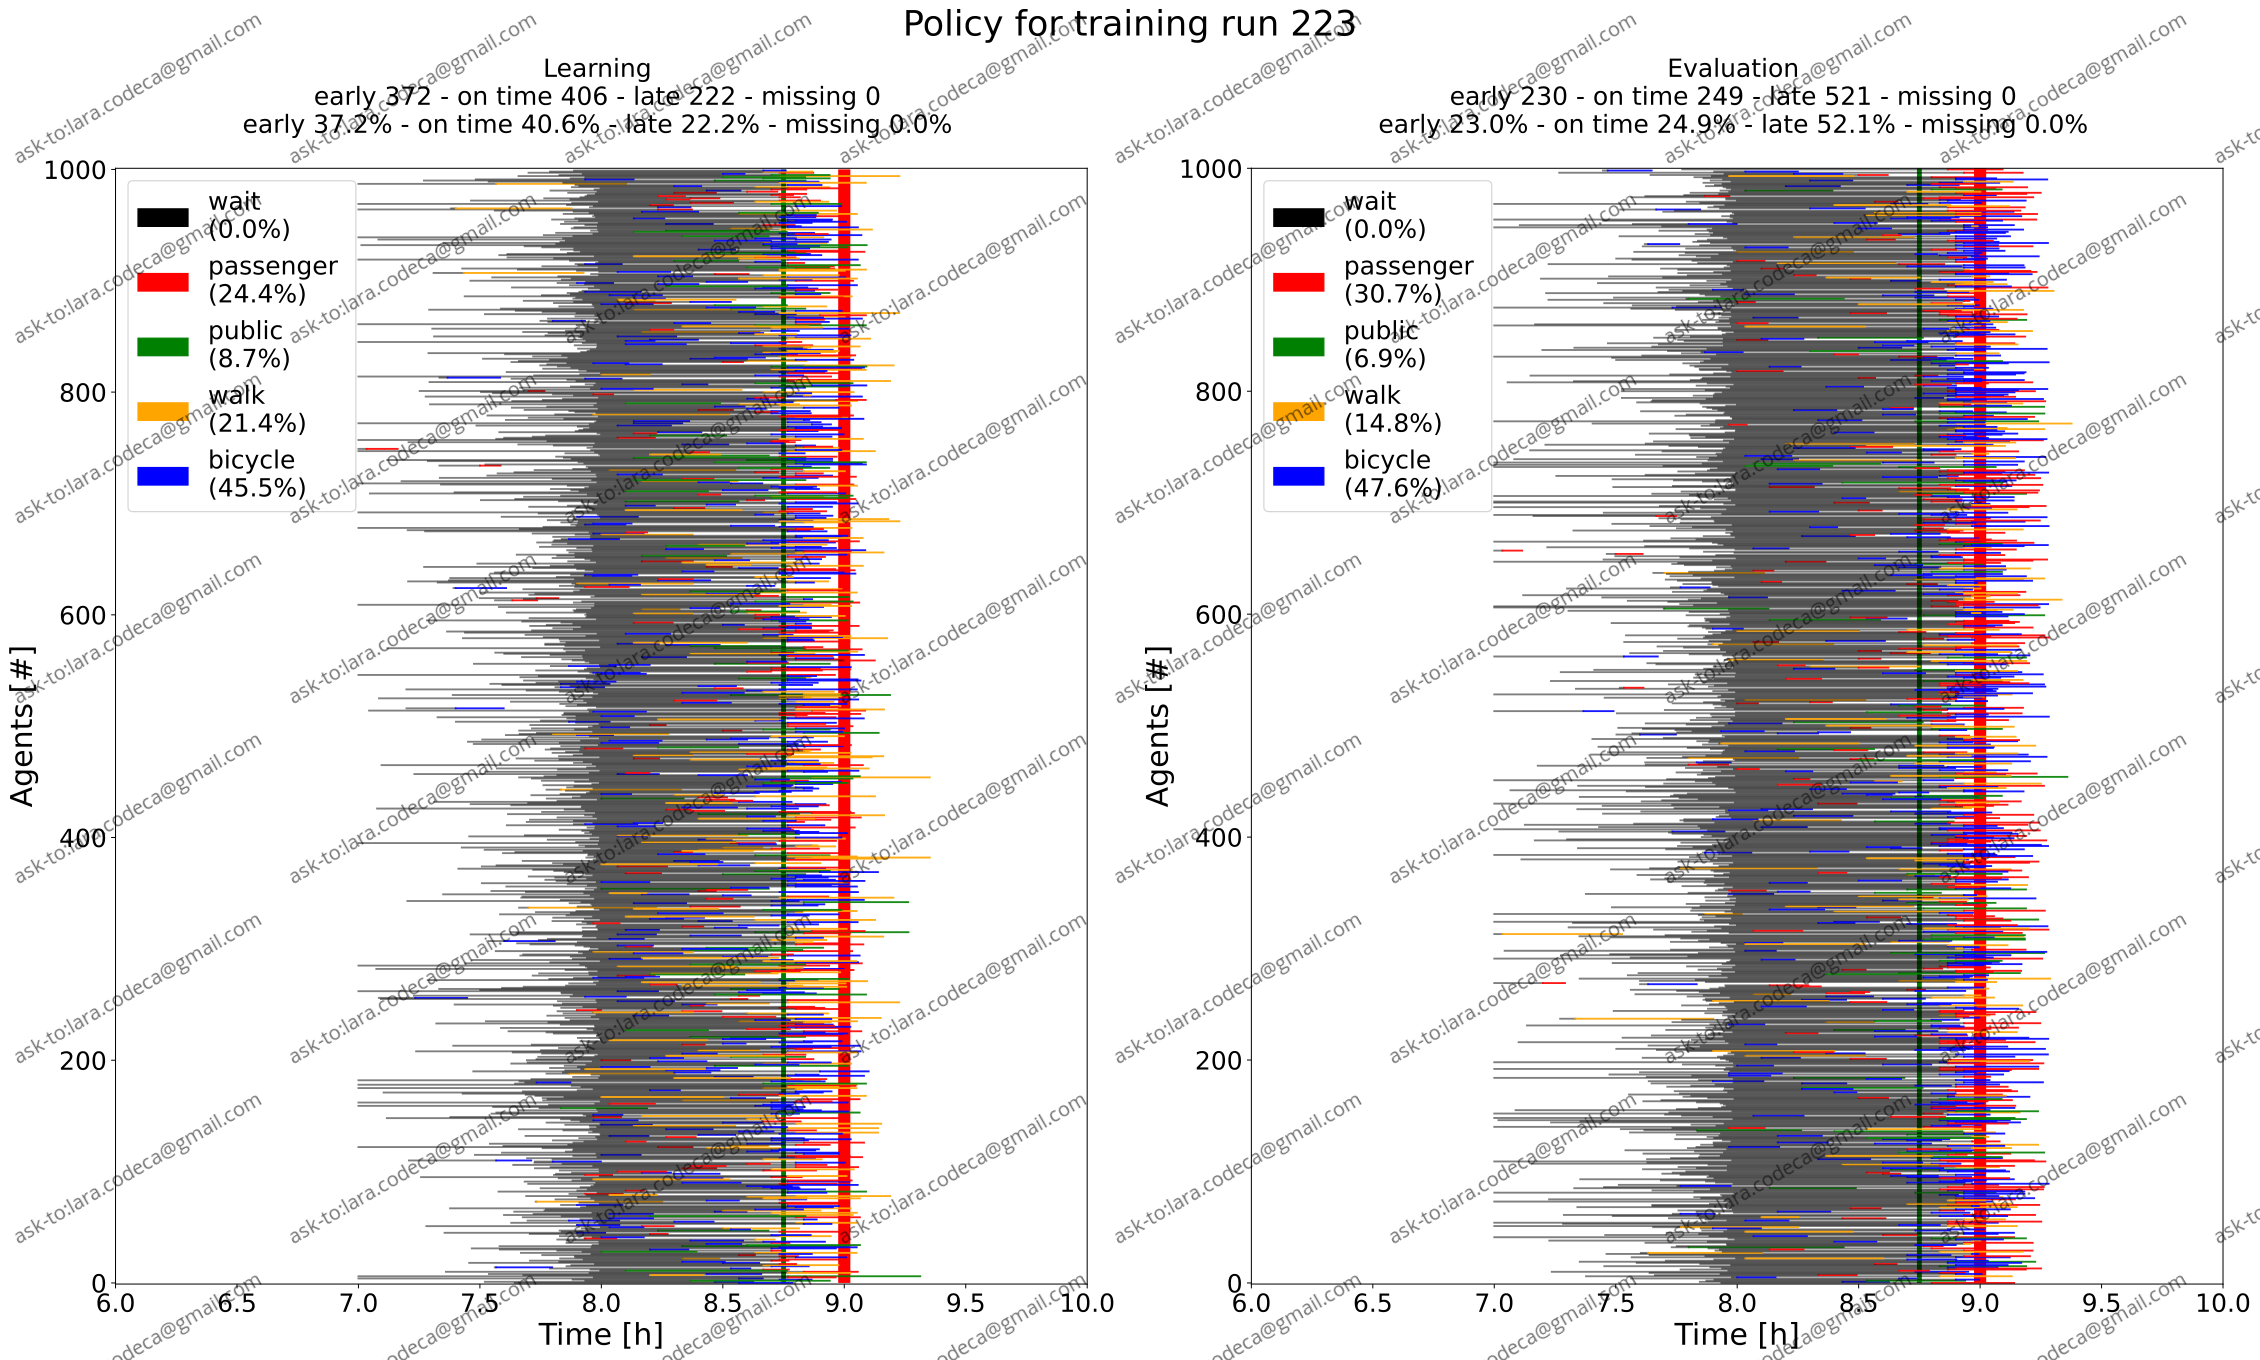 Policy for training run 223
Learning
early 372 - on time 406 - late 222 - missing 0
early 37.2% - on time 40.6% - late 22.2% - missing 0.0%
1000
800
600
400
200
0
Agents [#]
wait
(0.0%)
passenger
(24.4%)
public
(8.7%)
walk
(21.4%)
bicycle
(45.5%)
6.0 6.5 7.0 7.5 8.0 8.5 9.0 9.5 10.0
Time [h]
Evaluation
early 230 - on time 249 - late 521 - missing 0
early 23.0% - on time 24.9% - late 52.1% - missing 0.0%
1000
800
600
400
200
0
Agents [#]
wait
(0.0%)
passenger
(30.7%)
public
(6.9%)
walk
(14.8%)
bicycle
(47.6%)
6.0 6.5 7.0 7.5 8.0 8.5 9.0 9.5 10.0
Time [h]
ask-to:lara.codeca@gmail.com